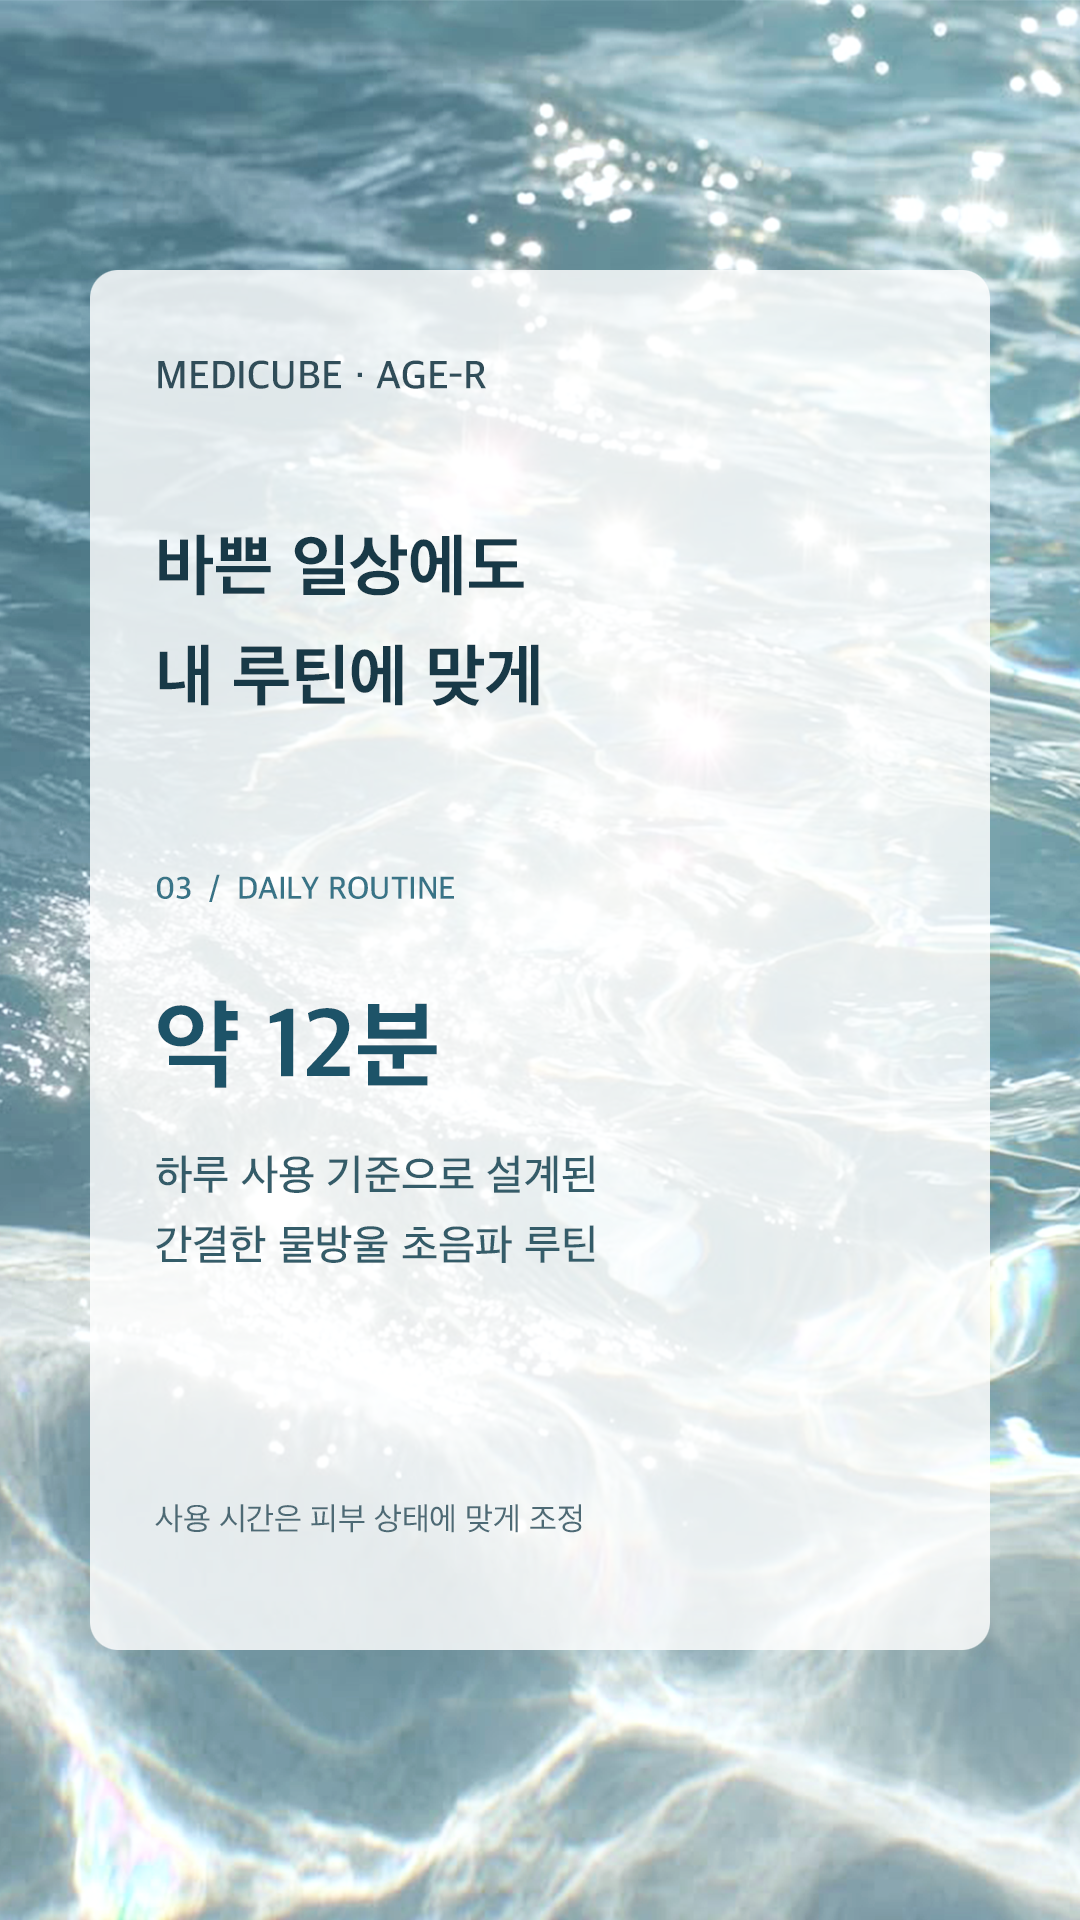 MEDICUBE · AGE-R
바쁜 일상에도
내 루틴에 맞게
03 / DAILY ROUTINE
약 12분
하루 사용 기준으로 설계된
간결한 물방울 초음파 루틴
사용 시간은 피부 상태에 맞게 조정